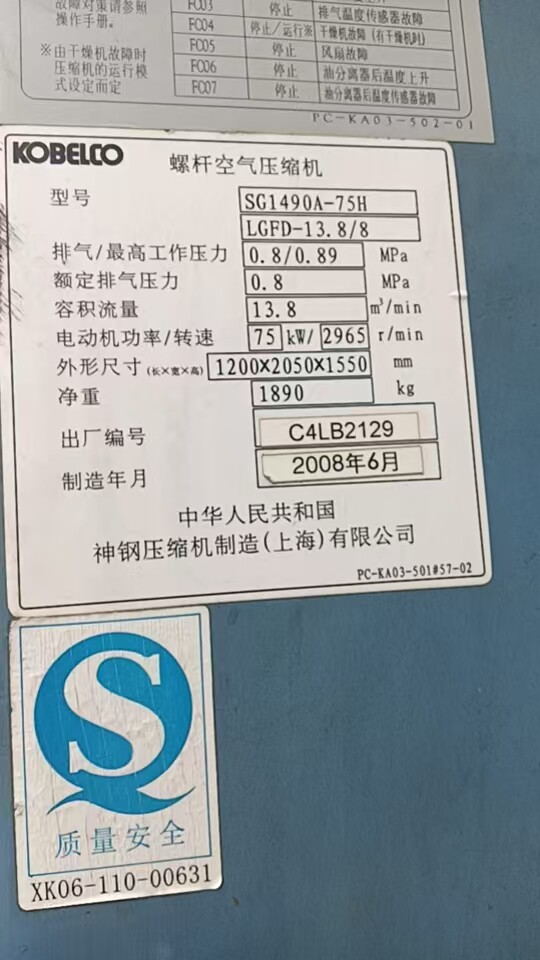 故障对策请参照
操作手册。
※由干燥机故障时
压缩机的运行模
式设定而定
FC03 停止 排气温度传感器故障
FC04 停止/运行※ 干燥机故障(有干燥机时)
FC05 停止 风扇故障
FC06 停止 油分离器后温度上升
FC07 停止 油分离器后温度传感器故障
PC-KA03-502-01
KOBELCO 螺杆空气压缩机
型号 SG1490A-75H
LGFD-13.8/8
排气/最高工作压力 0.8/0.89 MPa
额定排气压力 0.8 MPa
容积流量 13.8 m³/min
电动机功率/转速 75 kW/ 2965 r/min
外形尺寸(长×宽×高) 1200×2050×1550 mm
净重 1890 kg
出厂编号 C4LB2129
制造年月 2008年6月
中华人民共和国
神钢压缩机制造(上海)有限公司
PC-KA03-501#57-02
S
质量安全
XK06-110-00631